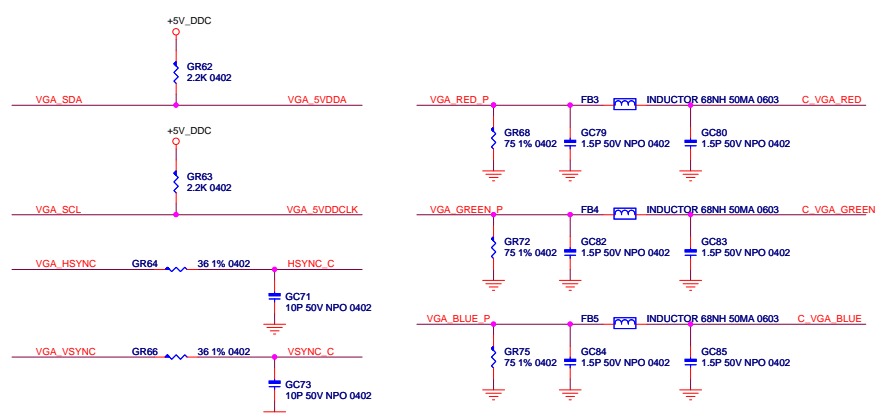 +5V_DDC
GR62
2.2K 0402
VGA_SDA
VGA_5VDDA
+5V_DDC
GR63
2.2K 0402
VGA_SCL
VGA_5VDDCLK
VGA_HSYNC
GR64
36 1% 0402
HSYNC_C
GC71
10P 50V NPO 0402
VGA_VSYNC
GR66
36 1% 0402
VSYNC_C
GC73
10P 50V NPO 0402
VGA_RED_P
FB3
INDUCTOR 68NH 50MA 0603
C_VGA_RED
GR68
75 1% 0402
GC79
1.5P 50V NPO 0402
GC80
1.5P 50V NPO 0402
VGA_GREEN_P
FB4
INDUCTOR 68NH 50MA 0603
C_VGA_GREEN
GR72
75 1% 0402
GC82
1.5P 50V NPO 0402
GC83
1.5P 50V NPO 0402
VGA_BLUE_P
FB5
INDUCTOR 68NH 50MA 0603
C_VGA_BLUE
GR75
75 1% 0402
GC84
1.5P 50V NPO 0402
GC85
1.5P 50V NPO 0402